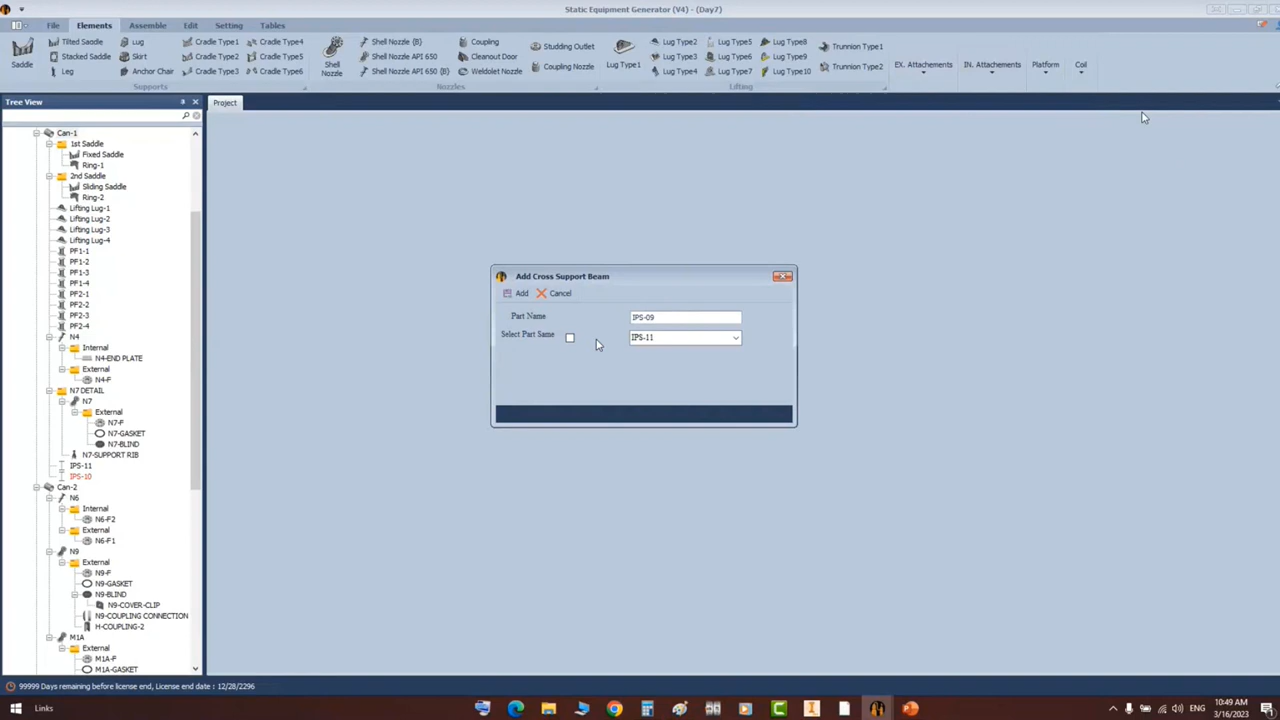 Static Equipment Generator (V4) - (Day7)
File Elements Assemble Edit Setting Tables
Saddle
Tilted Saddle
Stacked Saddle
Leg
Lug
Skirt
Anchor Chair
Cradle Type1
Cradle Type2
Cradle Type3
Cradle Type4
Cradle Type5
Cradle Type6
Supports
Shell Nozzle
Shell Nozzle {B}
Shell Nozzle API 650
Shell Nozzle API 650 {B}
Coupling
Cleanout Door
Weldolet Nozzle
Studding Outlet
Coupling Nozzle
Nozzles
Lug Type1
Lug Type2
Lug Type3
Lug Type4
Lug Type5
Lug Type6
Lug Type7
Lug Type8
Lug Type9
Lug Type10
Trunnion Type1
Trunnion Type2
Lifting
EX. Attachements
IN. Attachements
Platform
Coil
Tree View
Project
Can-1
1st Saddle
Fixed Saddle
Ring-1
2nd Saddle
Sliding Saddle
Ring-2
Lifting Lug-1
Lifting Lug-2
Lifting Lug-3
Lifting Lug-4
PF1-1
PF1-2
PF1-3
PF1-4
PF2-1
PF2-2
PF2-3
PF2-4
N4
Internal
N4-END PLATE
External
N4-F
N7 DETAIL
N7
External
N7-F
N7-GASKET
N7-BLIND
N7-SUPPORT RIB
IPS-11
IPS-10
Can-2
N6
Internal
N6-F2
External
N6-F1
N9
External
N9-F
N9-GASKET
N9-BLIND
N9-COVER-CLIP
N9-COUPLING CONNECTION
H-COUPLING-2
M1A
External
M1A-F
M1A-GASKET
Add Cross Support Beam
Add Cancel
Part Name IPS-09
Select Part Same IPS-11
99999 Days remaining before license end, License end date : 12/28/2296
Links
ENG
10:49 AM
3/16/2023